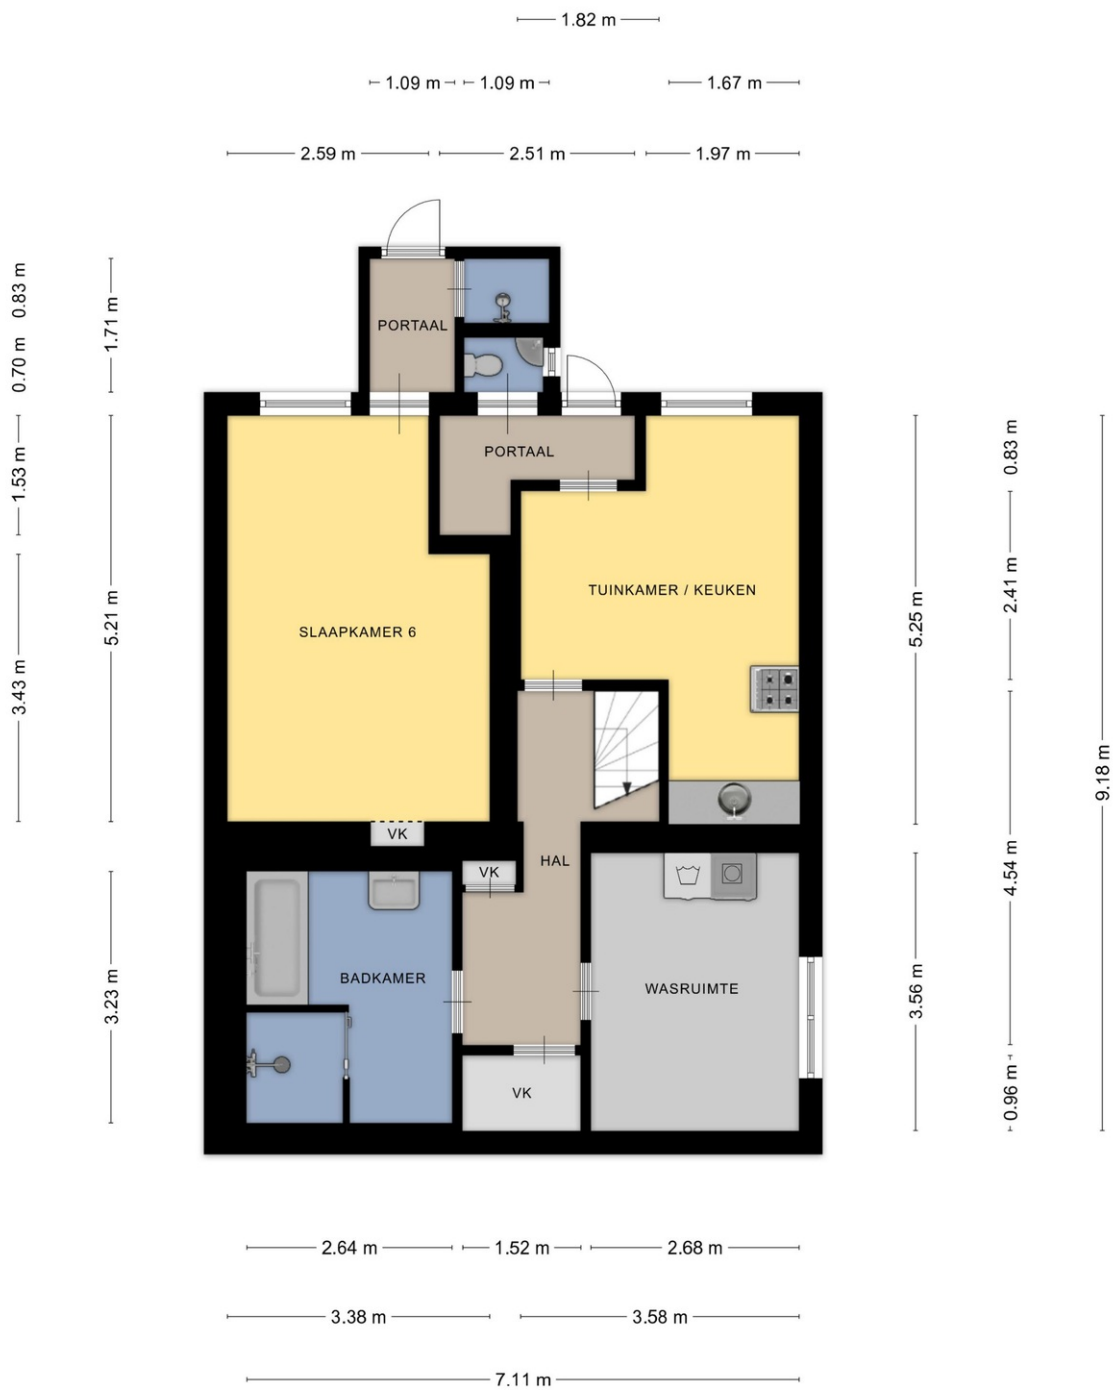 1.82 m
1.09 m
1.09 m
1.67 m
2.59 m
2.51 m
1.97 m
0.83 m
0.70 m
1.53 m
3.43 m
1.71 m
5.21 m
3.23 m
PORTAAL
PORTAAL
TUINKAMER / KEUKEN
SLAAPKAMER 6
VK
VK
HAL
BADKAMER
WASRUIMTE
VK
5.25 m
3.56 m
0.83 m
2.41 m
4.54 m
0.96 m
9.18 m
2.64 m
1.52 m
2.68 m
3.38 m
3.58 m
7.11 m